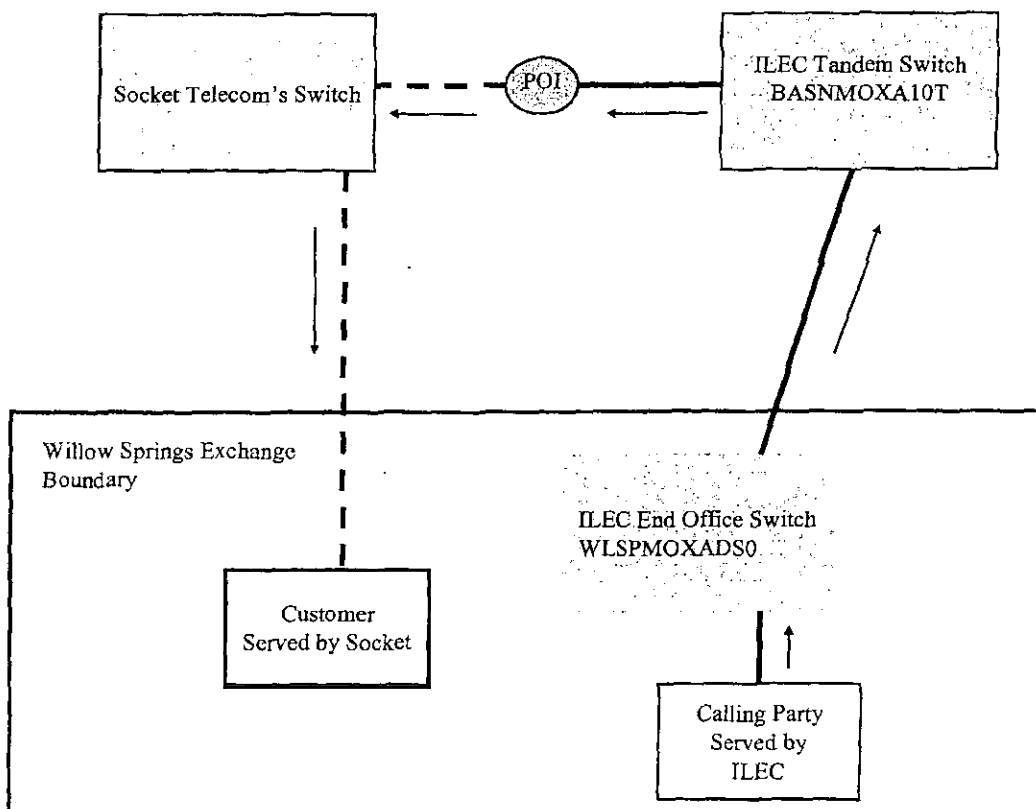 Socket Telecom's Switch
POI
ILEC Tandem Switch
BASNMOXA10T
Willow Springs Exchange
Boundary
ILEC End Office Switch
WLSPMOXADS0
Customer
Served by Socket
Calling Party
Served by
ILEC